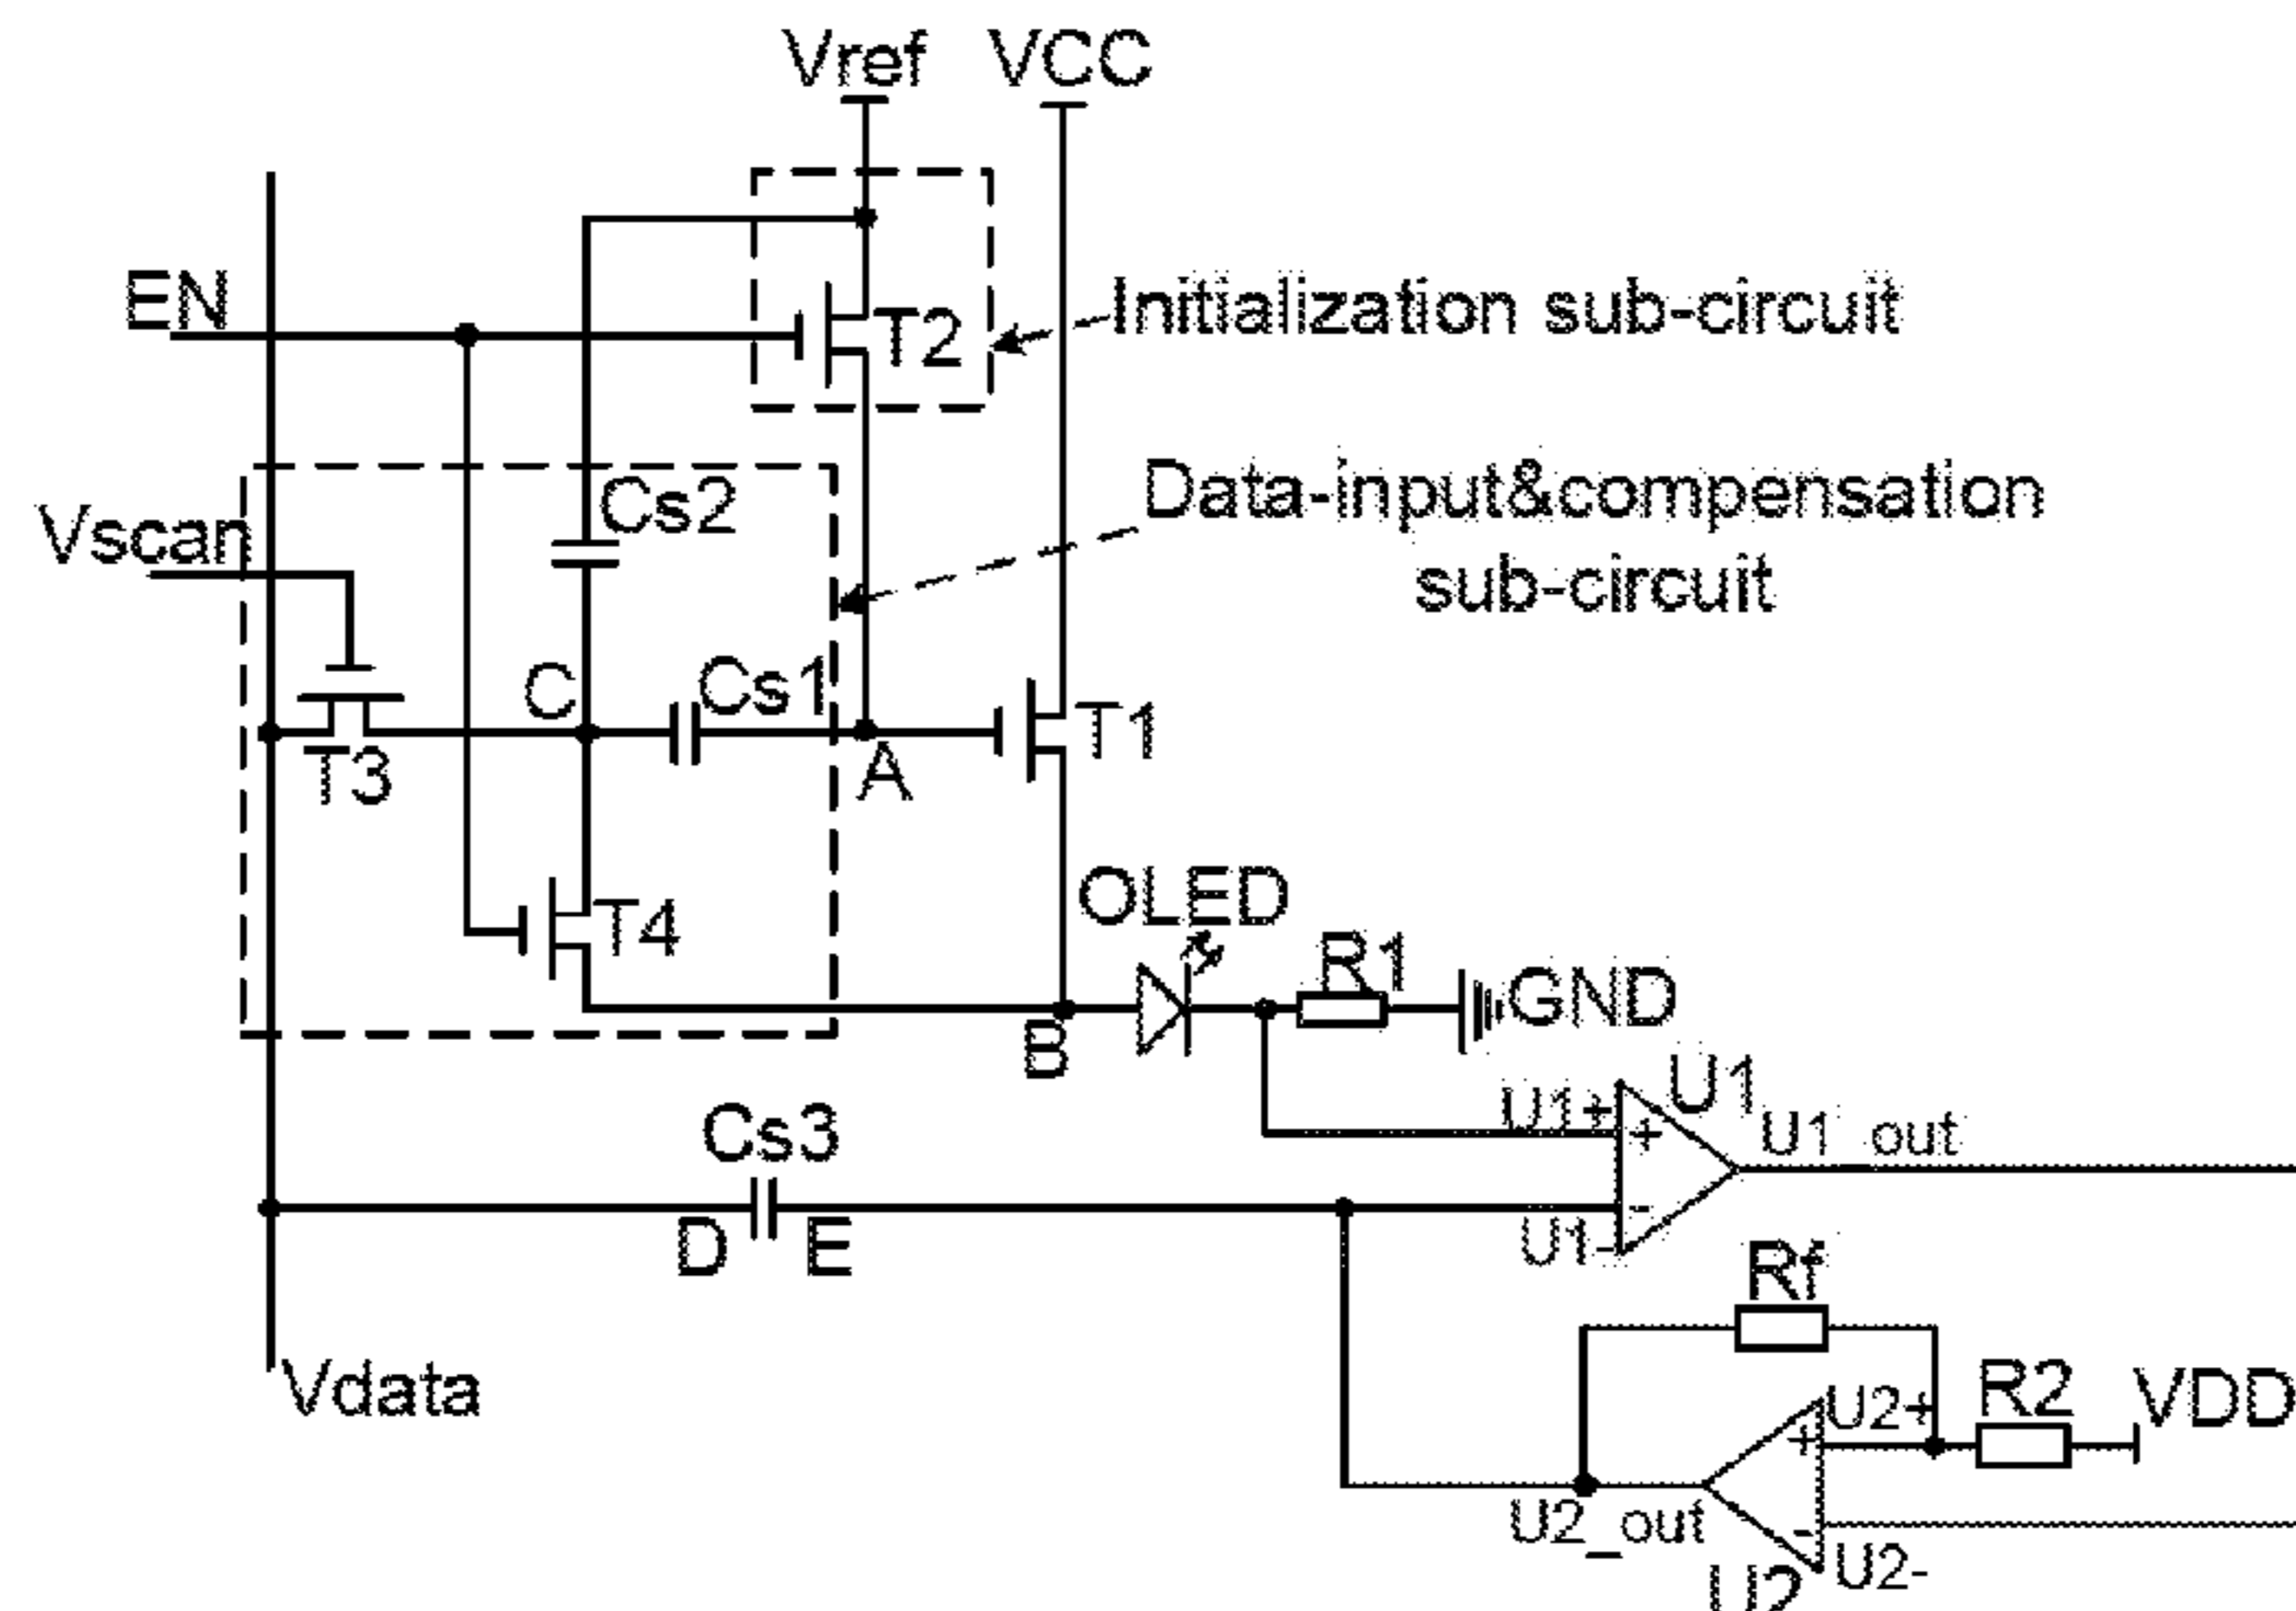 Vref VCC
EN
T2
Initialization sub-circuit
Cs2
Data-input&compensation
sub-circuit
Vscan
C
Cs1
T1
T3
A
OLED
T4
R1
GND
B
U1
Cs3
U1+
+
U1_out
D
E
U1-
-
Rf
Vdata
U2+
R2
VDD
+
U2_out
-
U2-
U2